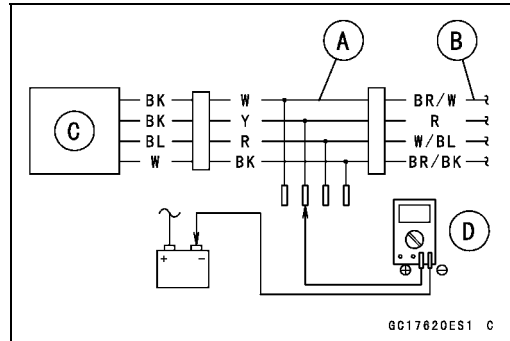 A B
BK W BR/W
C BK Y R
BL R W/BL
W BK BR/BK
D
+ -
⊕ ⊖
GC17620ES1 C